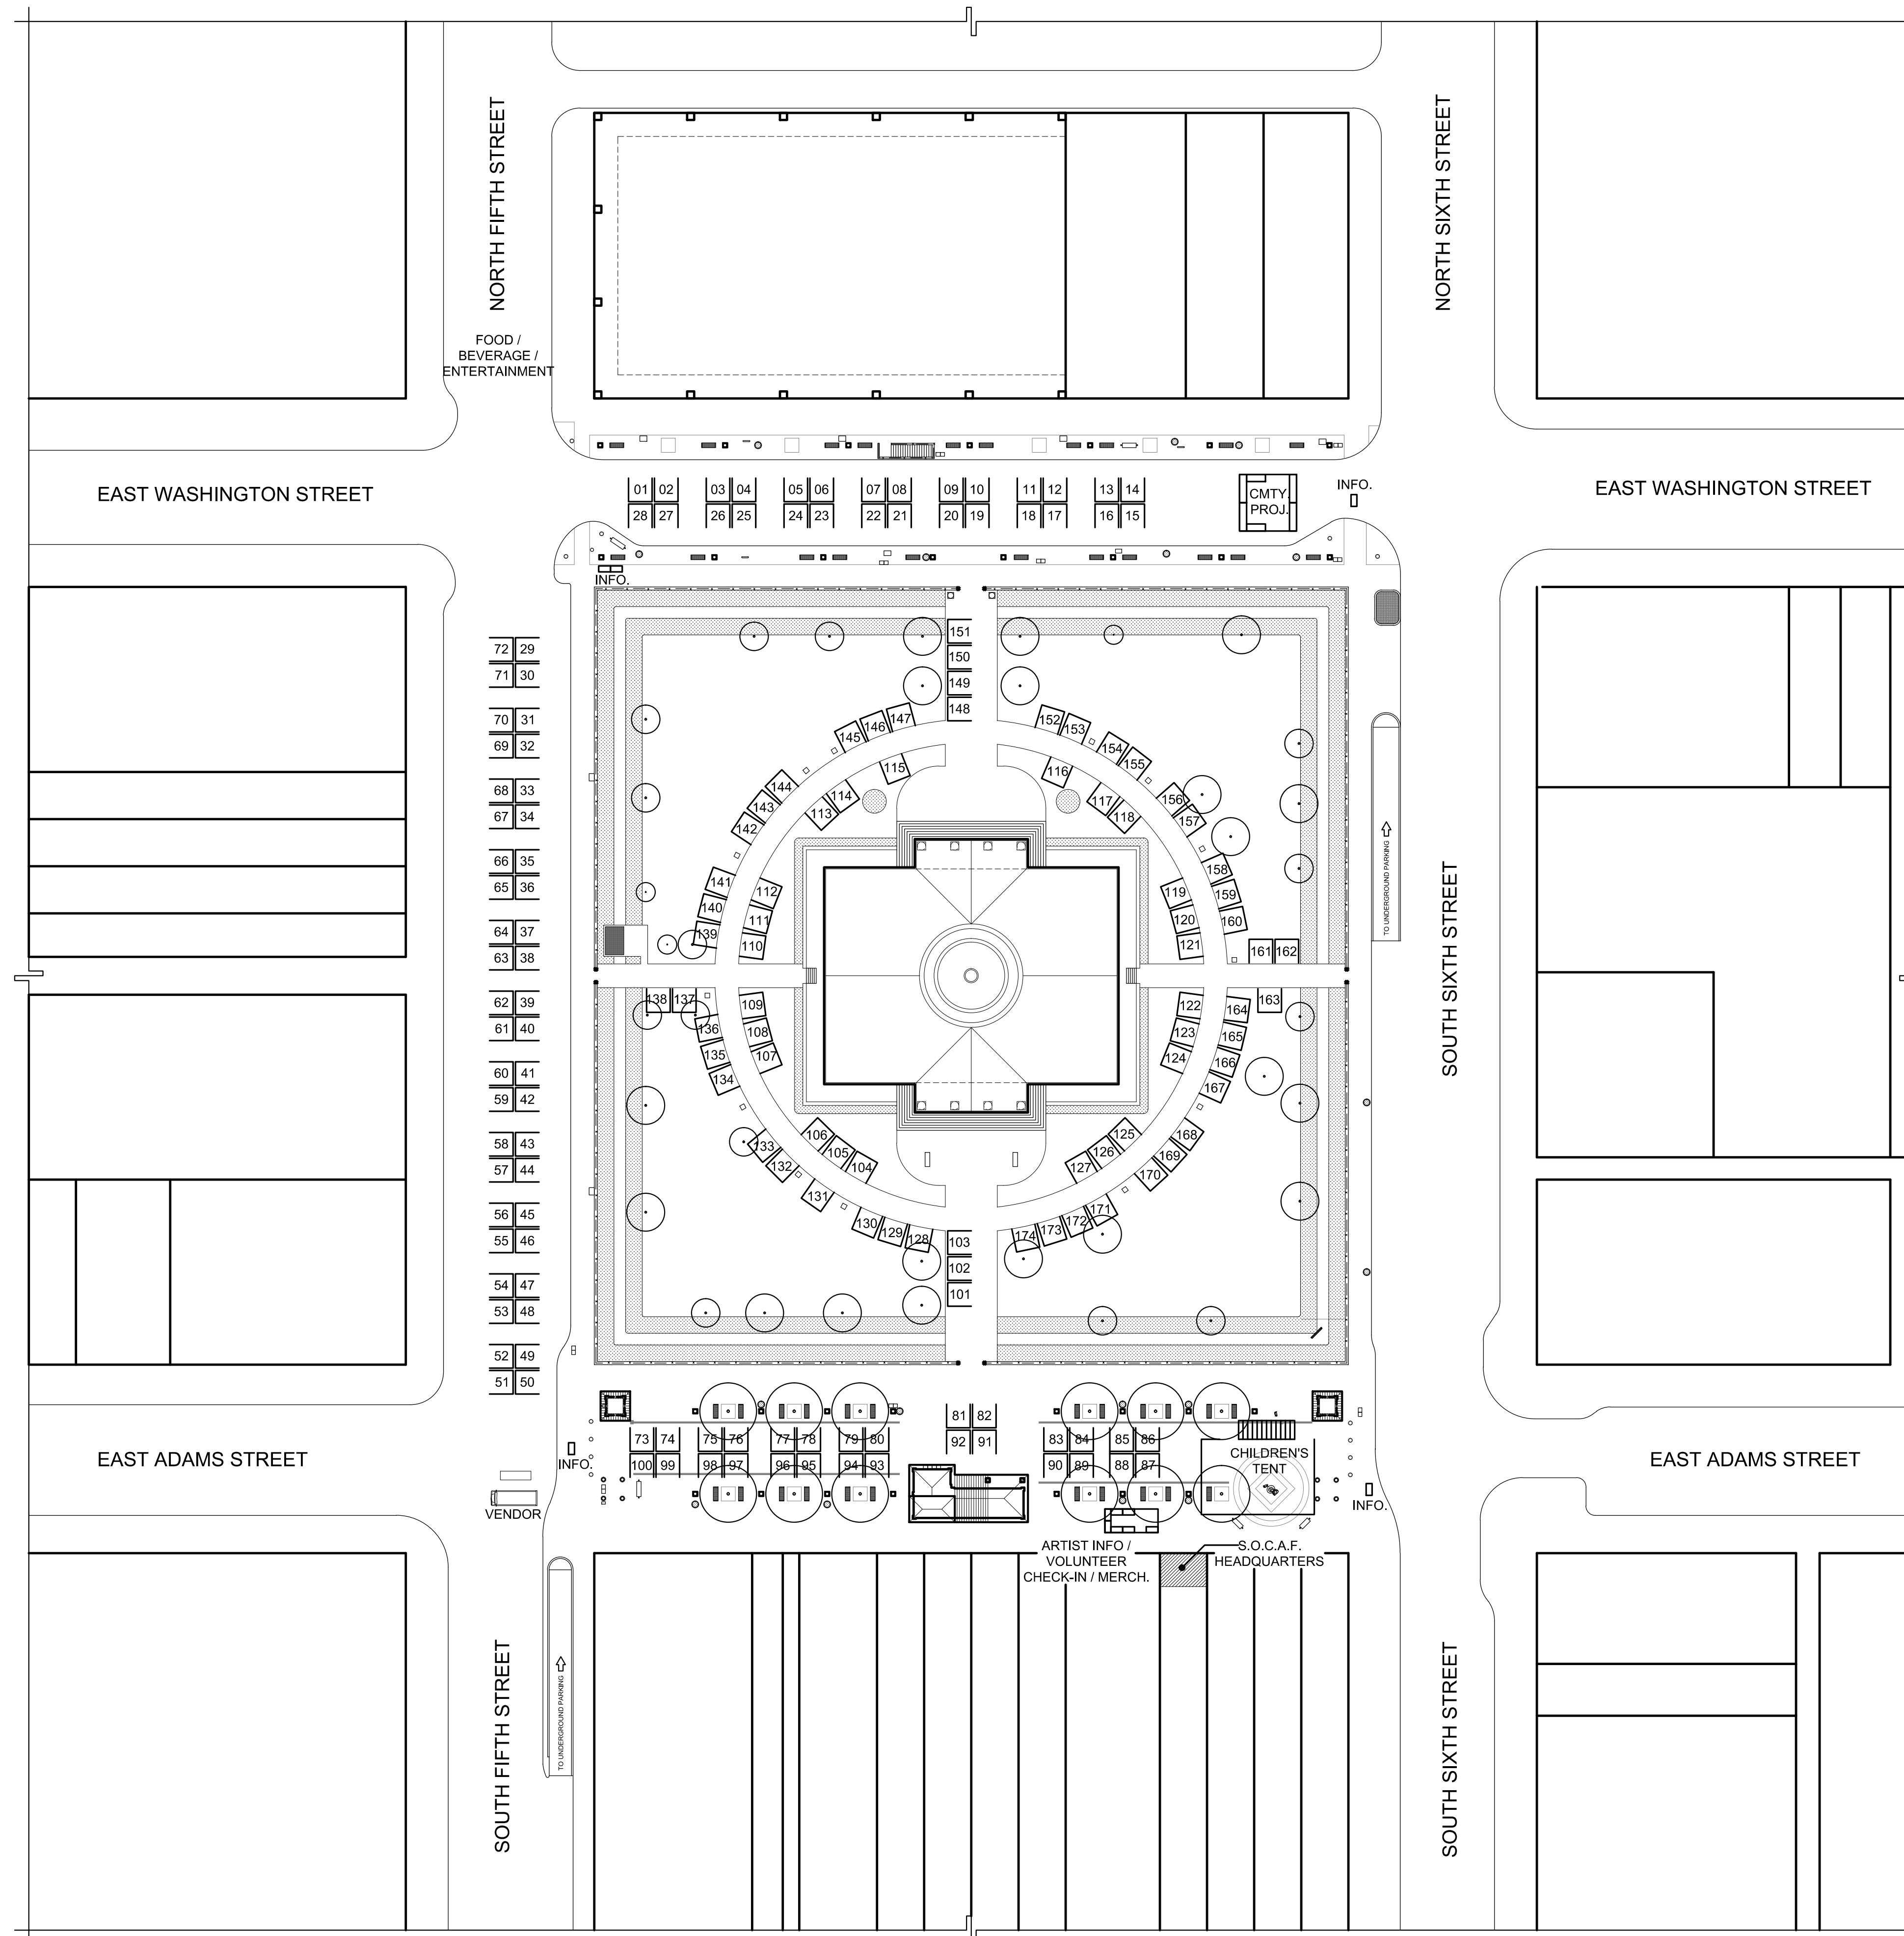 NORTH FIFTH STREET
NORTH SIXTH STREET
FOOD /
BEVERAGE /
ENTERTAINMENT
EAST WASHINGTON STREET
01 02 03 04 05 06 07 08 09 10 11 12 13 14
28 27 26 25 24 23 22 21 20 19 18 17 16 15
CMTY.
PROJ.
INFO.
EAST WASHINGTON STREET
INFO.
72 29
71 30
70 31
69 32
68 33
67 34
66 35
65 36
64 37
63 38
62 39
61 40
60 41
59 42
58 43
57 44
56 45
55 46
54 47
53 48
52 49
51 50
151
150
149
148
147
146
145
144
143
142
141
140
139
138 137
136
135
134
133
132
131
130
129
128
115
114
113
112
111
110
109
108
107
106
105
104
103
102
101
116
117
118
119
120
121
122
123
124
125
126
127
152
153
154
155
156
157
158
159
160
161 162
163
164
165
166
167
168
169
170
171
172
173
174
TO UNDERGROUND PARKING
SOUTH SIXTH STREET
EAST ADAMS STREET
INFO.
VENDOR
73 74 75 76 77 78 79 80
100 99 98 97 96 95 94 93
81 82
92 91
83 84 85 86
90 89 88 87
CHILDREN'S
TENT
INFO.
EAST ADAMS STREET
ARTIST INFO /
VOLUNTEER
CHECK-IN / MERCH.
S.O.C.A.F.
HEADQUARTERS
SOUTH FIFTH STREET
TO UNDERGROUND PARKING
SOUTH SIXTH STREET